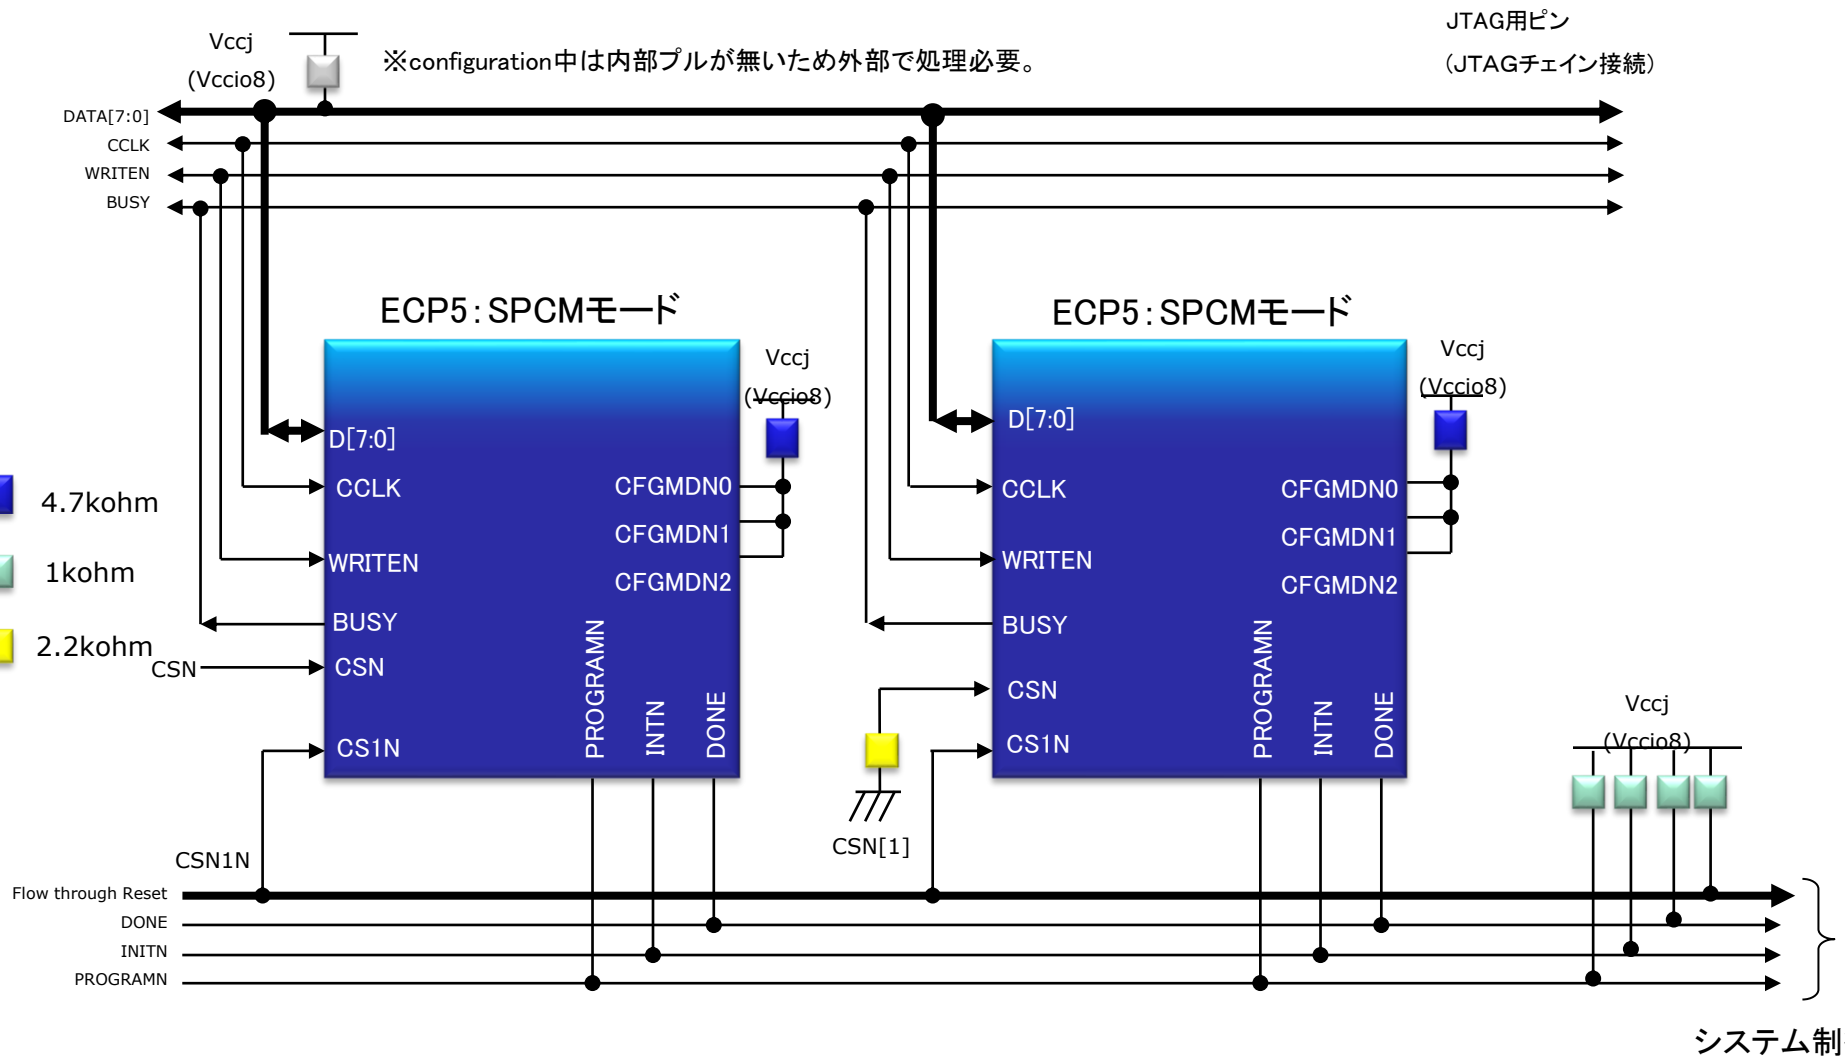 JTAG用ピン
(JTAGチェイン接続)
Vccj
(Vccio8)
※configuration中は内部プルが無いため外部で処理必要。
DATA[7:0]
CCLK
WRITEN
BUSY
ECP5:SPCMモード
ECP5:SPCMモード
Vccj
(Vccio8)
Vccj
(Vccio8)
D[7:0]
CCLK
WRITEN
BUSY
CSN
CS1N
CFGMDN0
CFGMDN1
CFGMDN2
PROGRAMN
INTN
DONE
D[7:0]
CCLK
WRITEN
BUSY
CSN
CS1N
CFGMDN0
CFGMDN1
CFGMDN2
PROGRAMN
INTN
DONE
4.7kohm
1kohm
2.2kohm
CSN
Vccj
(Vccio8)
CSN[1]
CSN1N
Flow through Reset
DONE
INITN
PROGRAMN
システム制